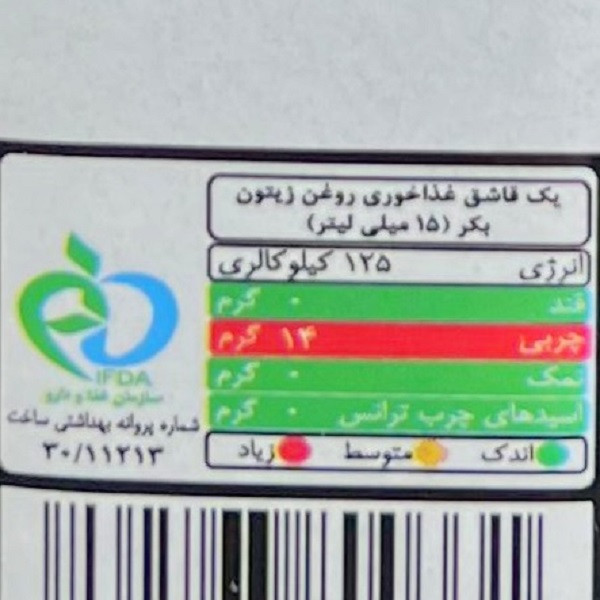 یک قاشق غذاخوری روغن زیتون
بکر (۱۵ میلی لیتر)
انرژی ۱۲۵ کیلوکالری
قند ۰ گرم
چربی ۱۴ گرم
نمک ۰ گرم
اسیدهای چرب ترانس ۰ گرم
اندک متوسط زیاد
IFDA
سازمان غذا و دارو
شماره پروانه بهداشتی ساخت
۳۰/۱۱۲۱۳